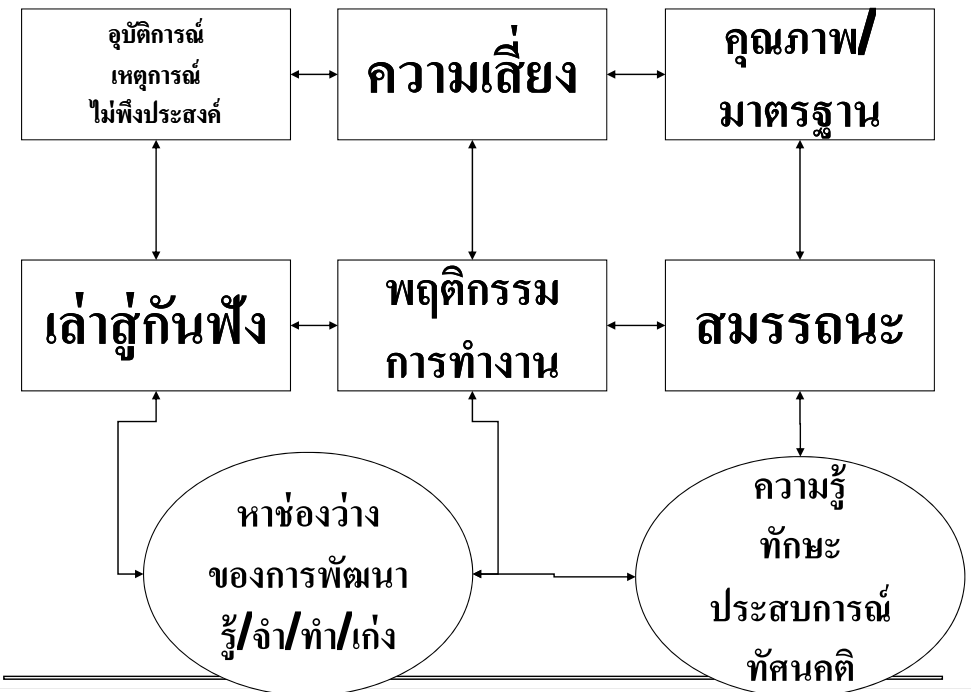 อุบัติการณ์
เหตุการณ์
ไม่พึงประสงค์
ความเสี่ยง
คุณภาพ/
มาตรฐาน
เล่าสู่กันฟัง
พฤติกรรม
การทำงาน
สมรรถนะ
หาช่องว่าง
ของการพัฒนา
รู้/จำ/ทำ/เก่ง
ความรู้
ทักษะ
ประสบการณ์
ทัศนคติ